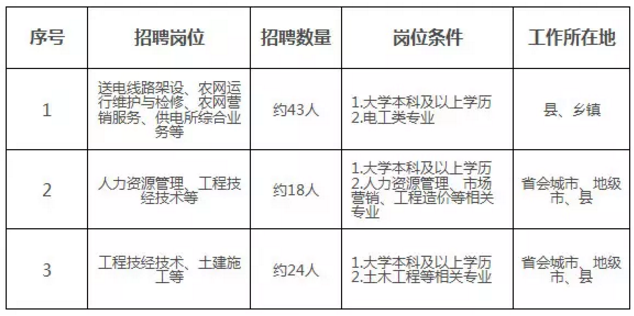 序号 招聘岗位 招聘数量 岗位条件 工作所在地
1
送电线路架设、农网运
行维护与检修、农网营
销服务、供电所综合业
务等
约43人
1.大学本科及以上学历
2.电工类专业
县、乡镇
2
人力资源管理、工程技
经技术等
约18人
1.大学本科及以上学历
2.人力资源管理、市场
营销、工程造价等相关
专业
省会城市、地级
市、县
3
工程技经技术、土建施
工等
约24人
1.大学本科及以上学历
2.土木工程等相关专业
省会城市、地级
市、县